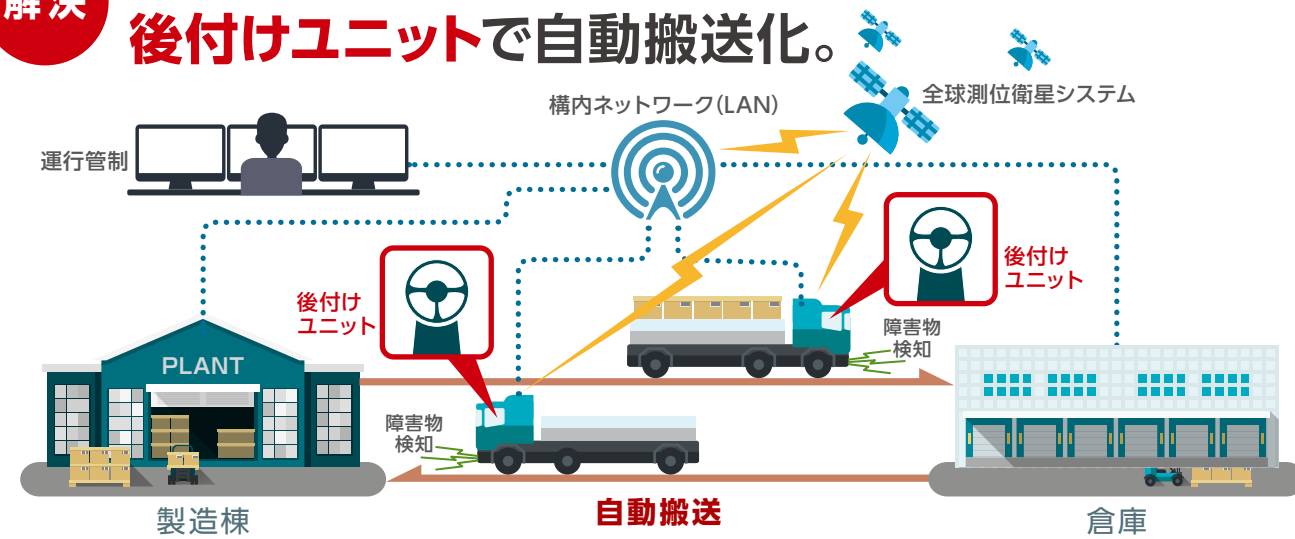 解決
後付けユニットで自動搬送化。
全球測位衛星システム
構内ネットワーク(LAN)
運行管制
後付け
ユニット
後付け
ユニット
障害物
検知
PLANT
障害物
検知
自動搬送
製造棟
倉庫